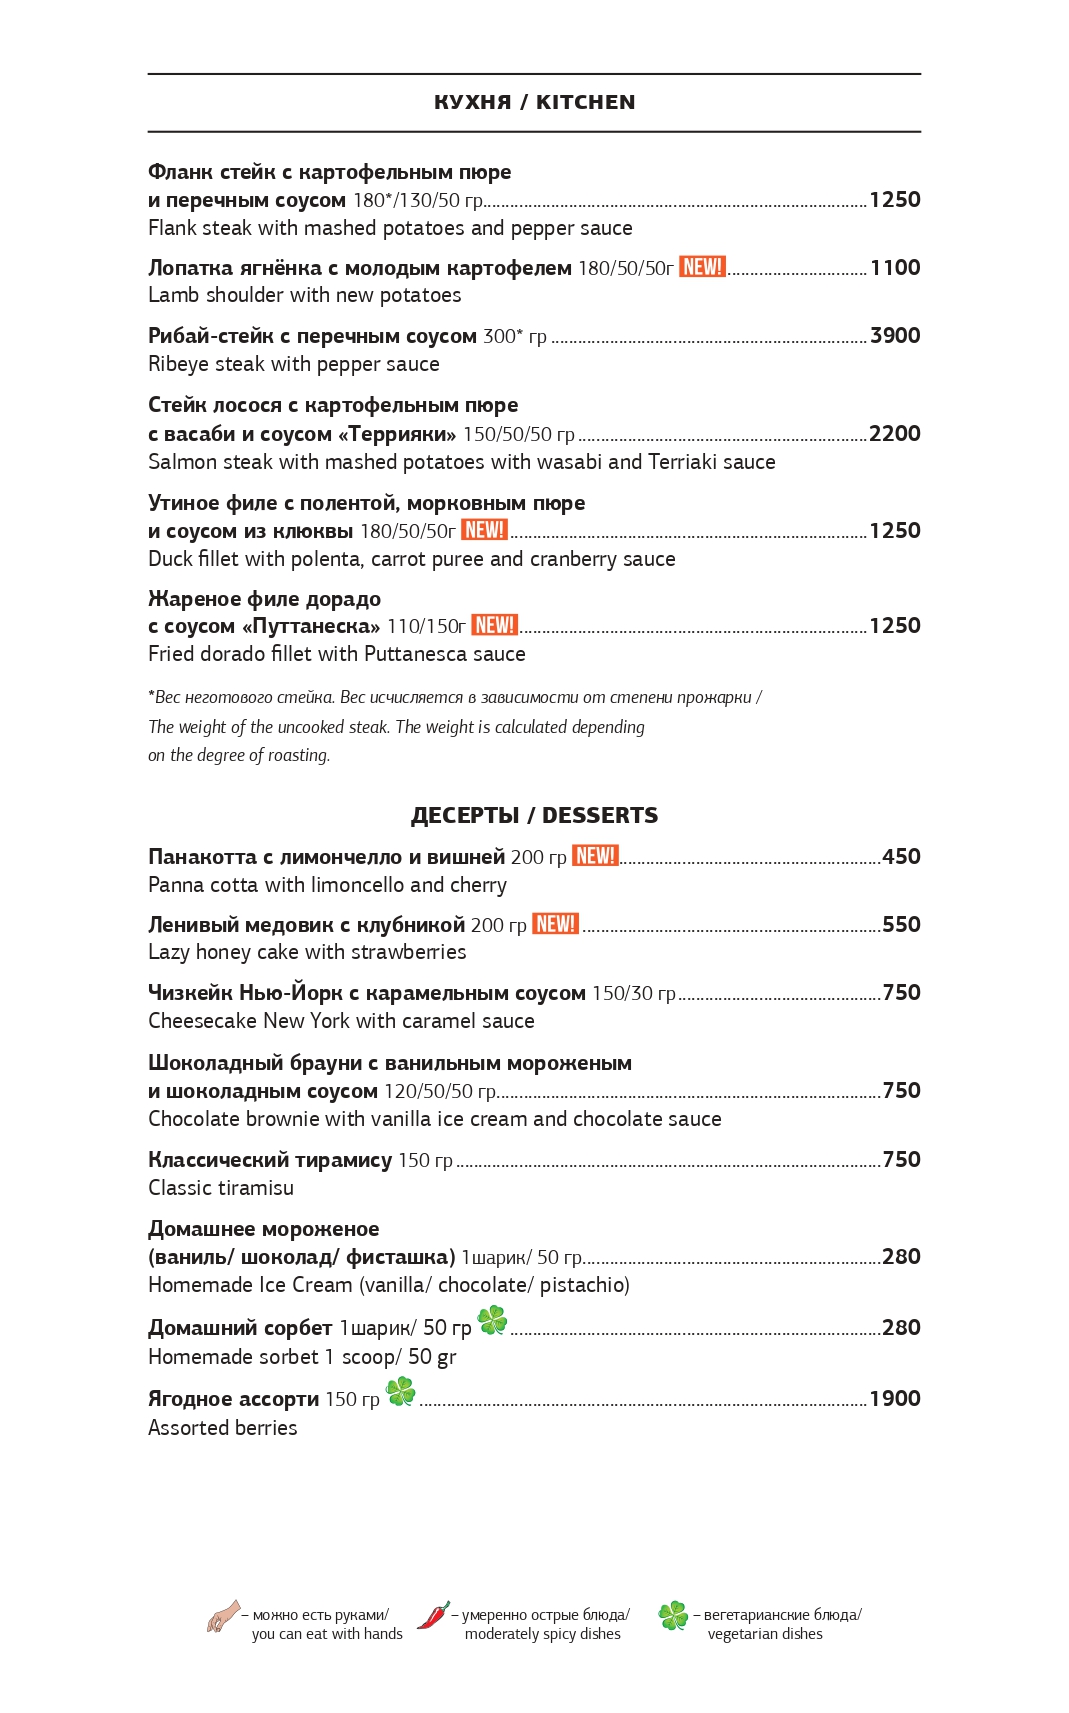 КУХНЯ / KITCHEN
Фланк стейк с картофельным пюре
и перечным соусом 180*/130/50 гр.......1250
Flank steak with mashed potatoes and pepper sauce
Лопатка ягнёнка с молодым картофелем 180/50/50г NEW!.......1100
Lamb shoulder with new potatoes
Рибай-стейк с перечным соусом 300* гр.......3900
Ribeye steak with pepper sauce
Стейк лосося с картофельным пюре
с васаби и соусом «Террияки» 150/50/50 гр.......2200
Salmon steak with mashed potatoes with wasabi and Terriaki sauce
Утиное филе с полентой, морковным пюре
и соусом из клюквы 180/50/50г NEW!.......1250
Duck fillet with polenta, carrot puree and cranberry sauce
Жареное филе дорадо
с соусом «Путтанеска» 110/150г NEW!.......1250
Fried dorado fillet with Puttanesca sauce
*Вес неготового стейка. Вес исчисляется в зависимости от степени прожарки /
The weight of the uncooked steak. The weight is calculated depending
on the degree of roasting.
ДЕСЕРТЫ / DESSERTS
Панакотта с лимончелло и вишней 200 гр NEW!.......450
Panna cotta with limoncello and cherry
Ленивый медовик с клубникой 200 гр NEW!.......550
Lazy honey cake with strawberries
Чизкейк Нью-Йорк с карамельным соусом 150/30 гр.......750
Cheesecake New York with caramel sauce
Шоколадный брауни с ванильным мороженым
и шоколадным соусом 120/50/50 гр.......750
Chocolate brownie with vanilla ice cream and chocolate sauce
Классический тирамису 150 гр.......750
Classic tiramisu
Домашнее мороженое
(ваниль/ шоколад/ фисташка) 1шарик/ 50 гр.......280
Homemade Ice Cream (vanilla/ chocolate/ pistachio)
Домашний сорбет 1шарик/ 50 гр.......280
Homemade sorbet 1 scoop/ 50 gr
Ягодное ассорти 150 гр.......1900
Assorted berries
– можно есть руками/ – умеренно острые блюда/ – вегетарианские блюда/
you can eat with hands moderately spicy dishes vegetarian dishes